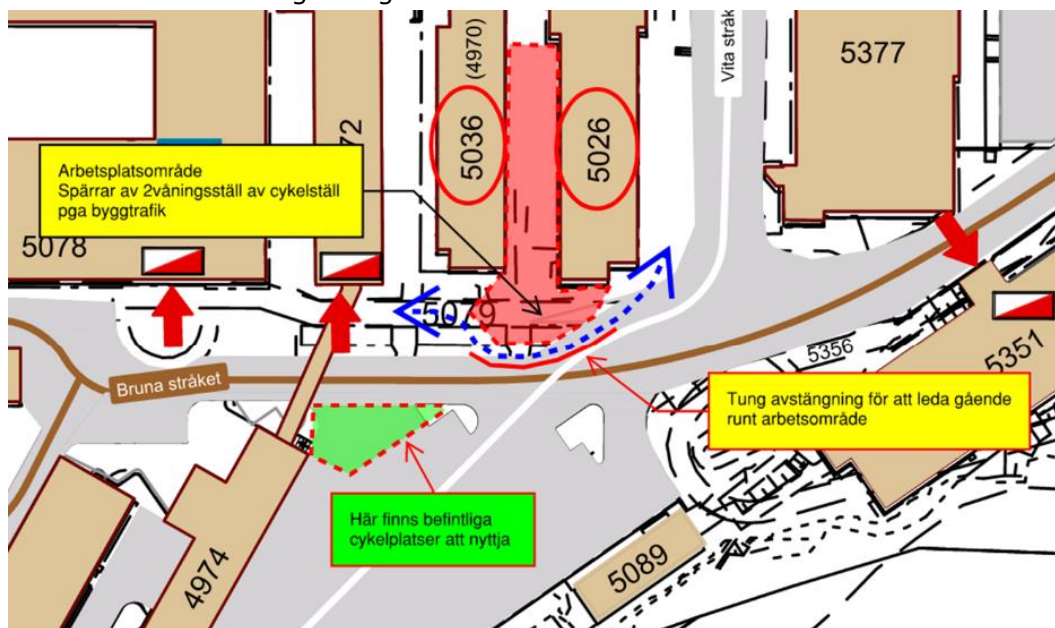 Vita stråk
5377
(4970)
5036
5026
72
Arbetsplatsområde
Spärrar av 2våningsställ av cykelställ
pga byggtrafik
5078
5079
5356
5351
Bruna stråket
Tung avstängning för att leda gående
runt arbetsområde
Här finns befintliga
cykelplatser att nyttja
4974
5089